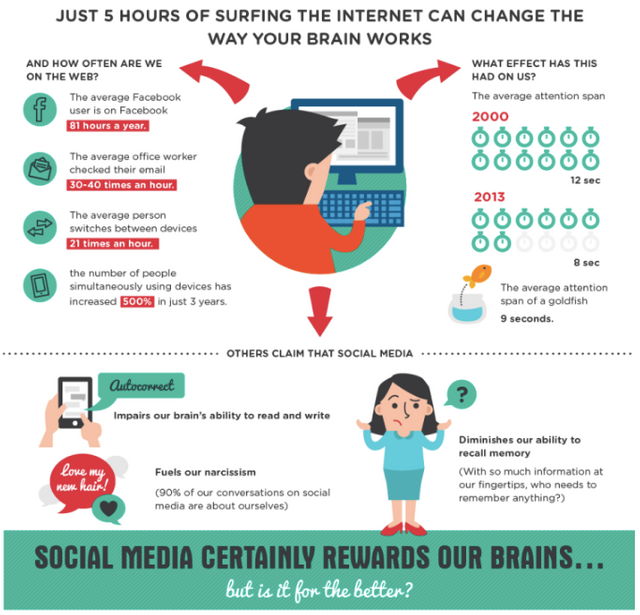 JUST 5 HOURS OF SURFING THE INTERNET CAN CHANGE THE
WAY YOUR BRAIN WORKS
AND HOW OFTEN ARE WE
ON THE WEB?
The average Facebook
user is on Facebook
81 hours a year.
The average office worker
checked their email
30-40 times an hour.
The average person
switches between devices
21 times an hour.
the number of people
simultaneously using devices has
increased 500% in just 3 years.
WHAT EFFECT HAS THIS
HAD ON US?
The average attention span
2000
12 sec
2013
8 sec
The average attention
span of a goldfish
9 seconds.
OTHERS CLAIM THAT SOCIAL MEDIA
Autocorrect
Impairs our brain's ability to read and write
Love my
new hair!
Fuels our narcissism
(90% of our conversations on social
media are about ourselves)
?
Diminishes our ability to
recall memory
(With so much information at
our fingertips, who needs to
remember anything?)
SOCIAL MEDIA CERTAINLY REWARDS OUR BRAINS...
but is it for the better?